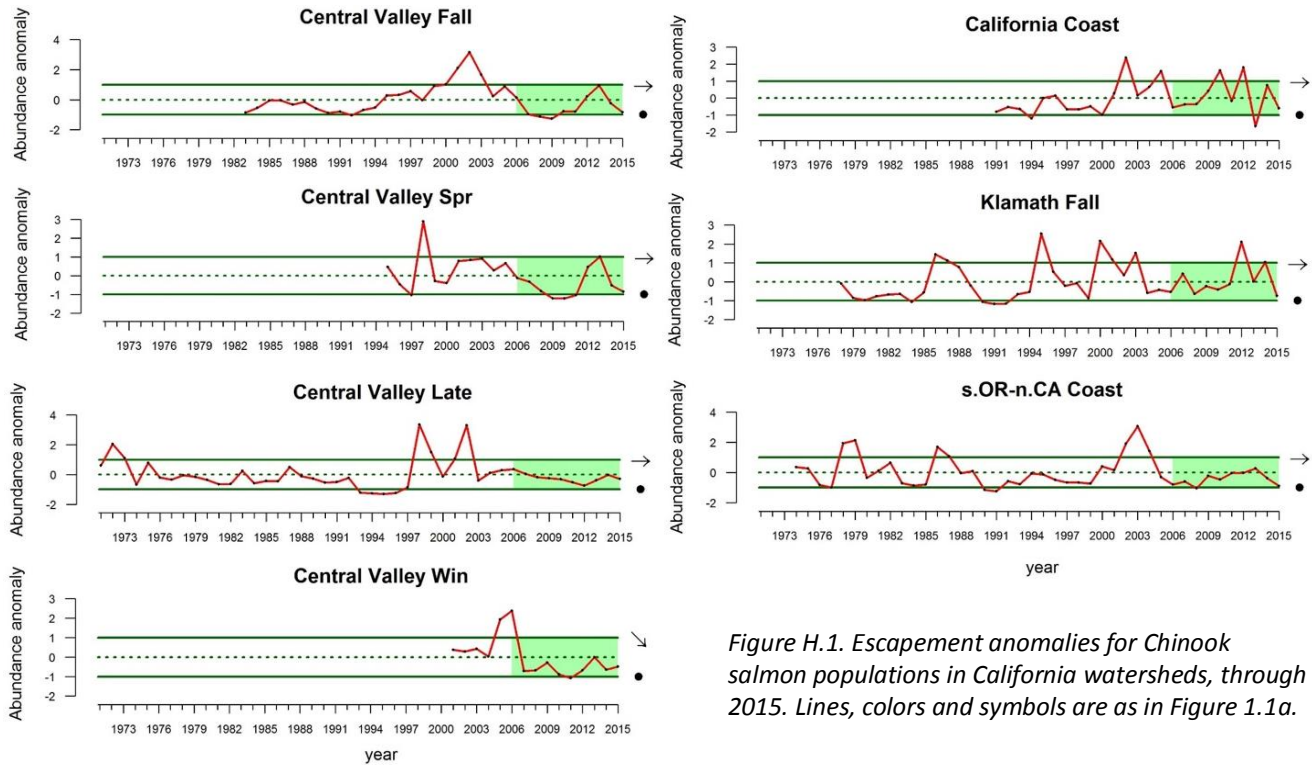 Central Valley Fall
Abundance anomaly
4
2
0
-2
1973 1976 1979 1982 1985 1988 1991 1994 1997 2000 2003 2006 2009 2012 2015
Central Valley Spr
Abundance anomaly
3
2
1
0
-1
-2
1973 1976 1979 1982 1985 1988 1991 1994 1997 2000 2003 2006 2009 2012 2015
Central Valley Late
Abundance anomaly
4
2
0
-2
1973 1976 1979 1982 1985 1988 1991 1994 1997 2000 2003 2006 2009 2012 2015
Central Valley Win
Abundance anomaly
3
2
1
0
-1
-2
1973 1976 1979 1982 1985 1988 1991 1994 1997 2000 2003 2006 2009 2012 2015
year
California Coast
Abundance anomaly
3
2
1
0
-1
-2
1973 1976 1979 1982 1985 1988 1991 1994 1997 2000 2003 2006 2009 2012 2015
Klamath Fall
Abundance anomaly
3
2
1
0
-1
-2
1973 1976 1979 1982 1985 1988 1991 1994 1997 2000 2003 2006 2009 2012 2015
s.OR-n.CA Coast
Abundance anomaly
4
2
0
-2
1973 1976 1979 1982 1985 1988 1991 1994 1997 2000 2003 2006 2009 2012 2015
year
Figure H.1. Escapement anomalies for Chinook
salmon populations in California watersheds, through
2015. Lines, colors and symbols are as in Figure 1.1a.